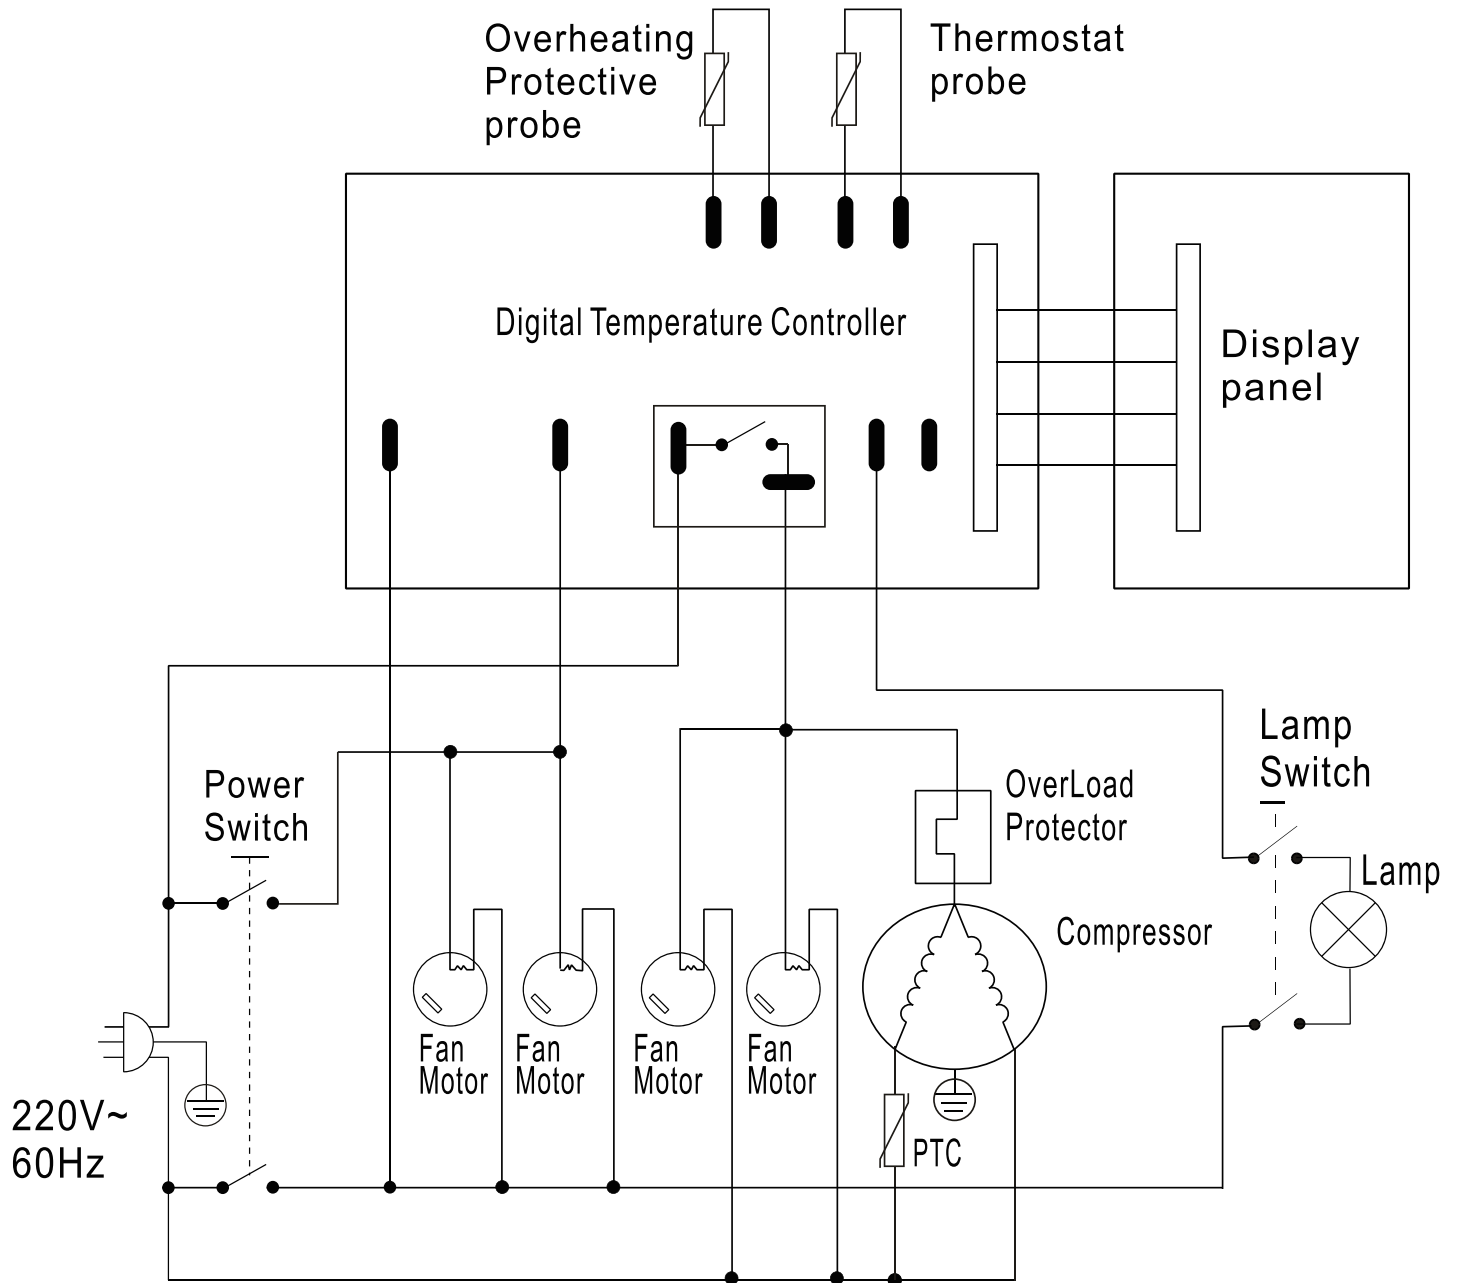 Overheating
Protective
probe
Thermostat
probe
Digital Temperature Controller
Display
panel
Power
Switch
OverLoad
Protector
Lamp
Switch
Lamp
Compressor
Fan
Motor
Fan
Motor
Fan
Motor
Fan
Motor
220V~
60Hz
PTC